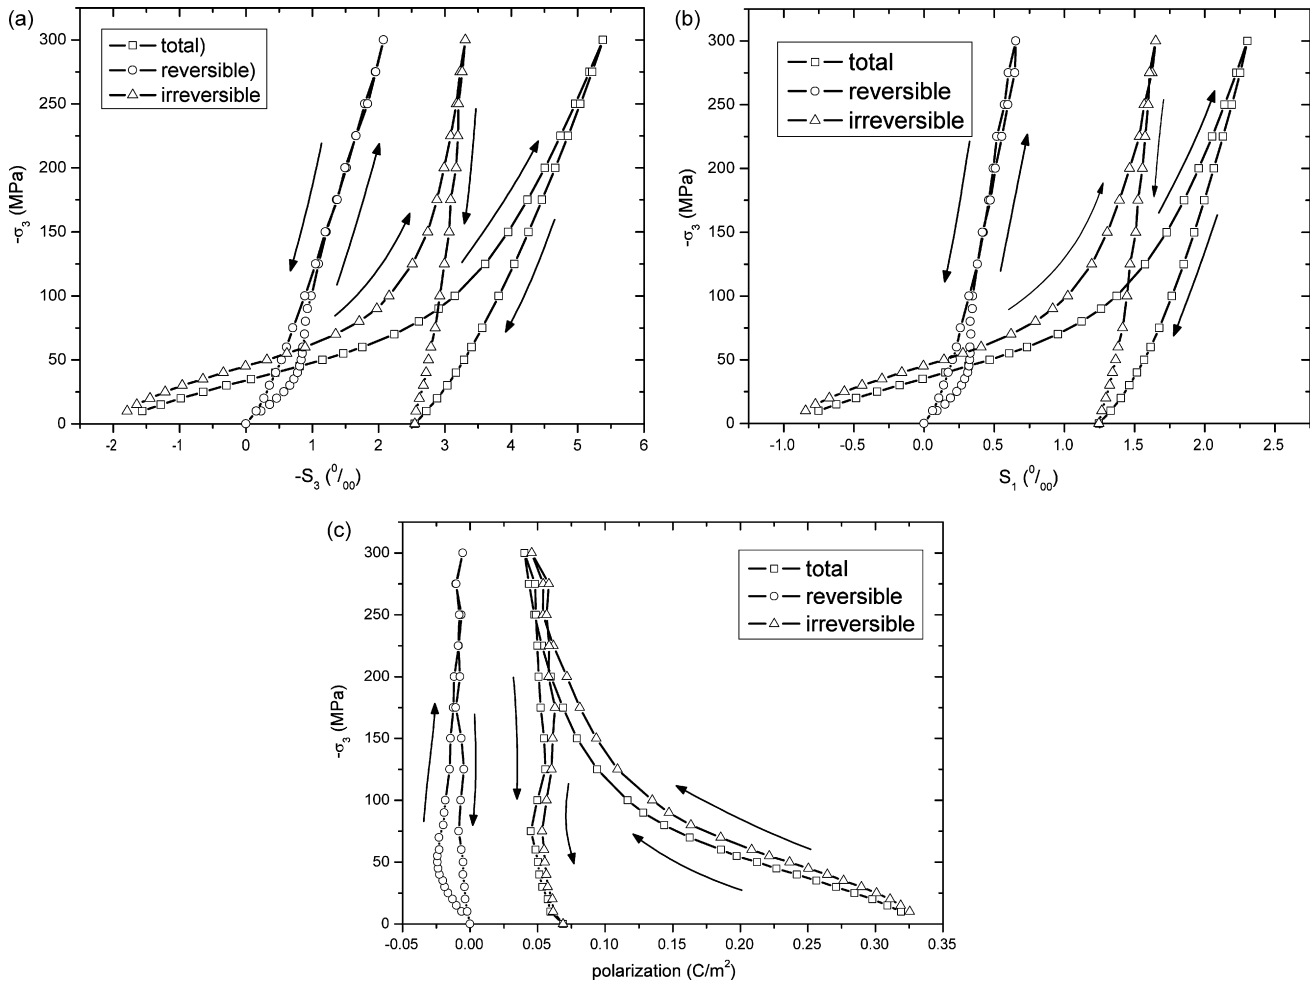 (a)
total)
reversible)
irreversible
300
250
200
150
100
50
0
-σ3 (MPa)
-2 -1 0 1 2 3 4 5 6
-S3 (0/00)
(b)
total
reversible
irreversible
300
250
200
150
100
50
0
-σ3 (MPa)
-1.0 -0.5 0.0 0.5 1.0 1.5 2.0 2.5
S1 (0/00)
(c)
total
reversible
irreversible
300
250
200
150
100
50
0
-σ3 (MPa)
-0.05 0.00 0.05 0.10 0.15 0.20 0.25 0.30 0.35
polarization (C/m2)